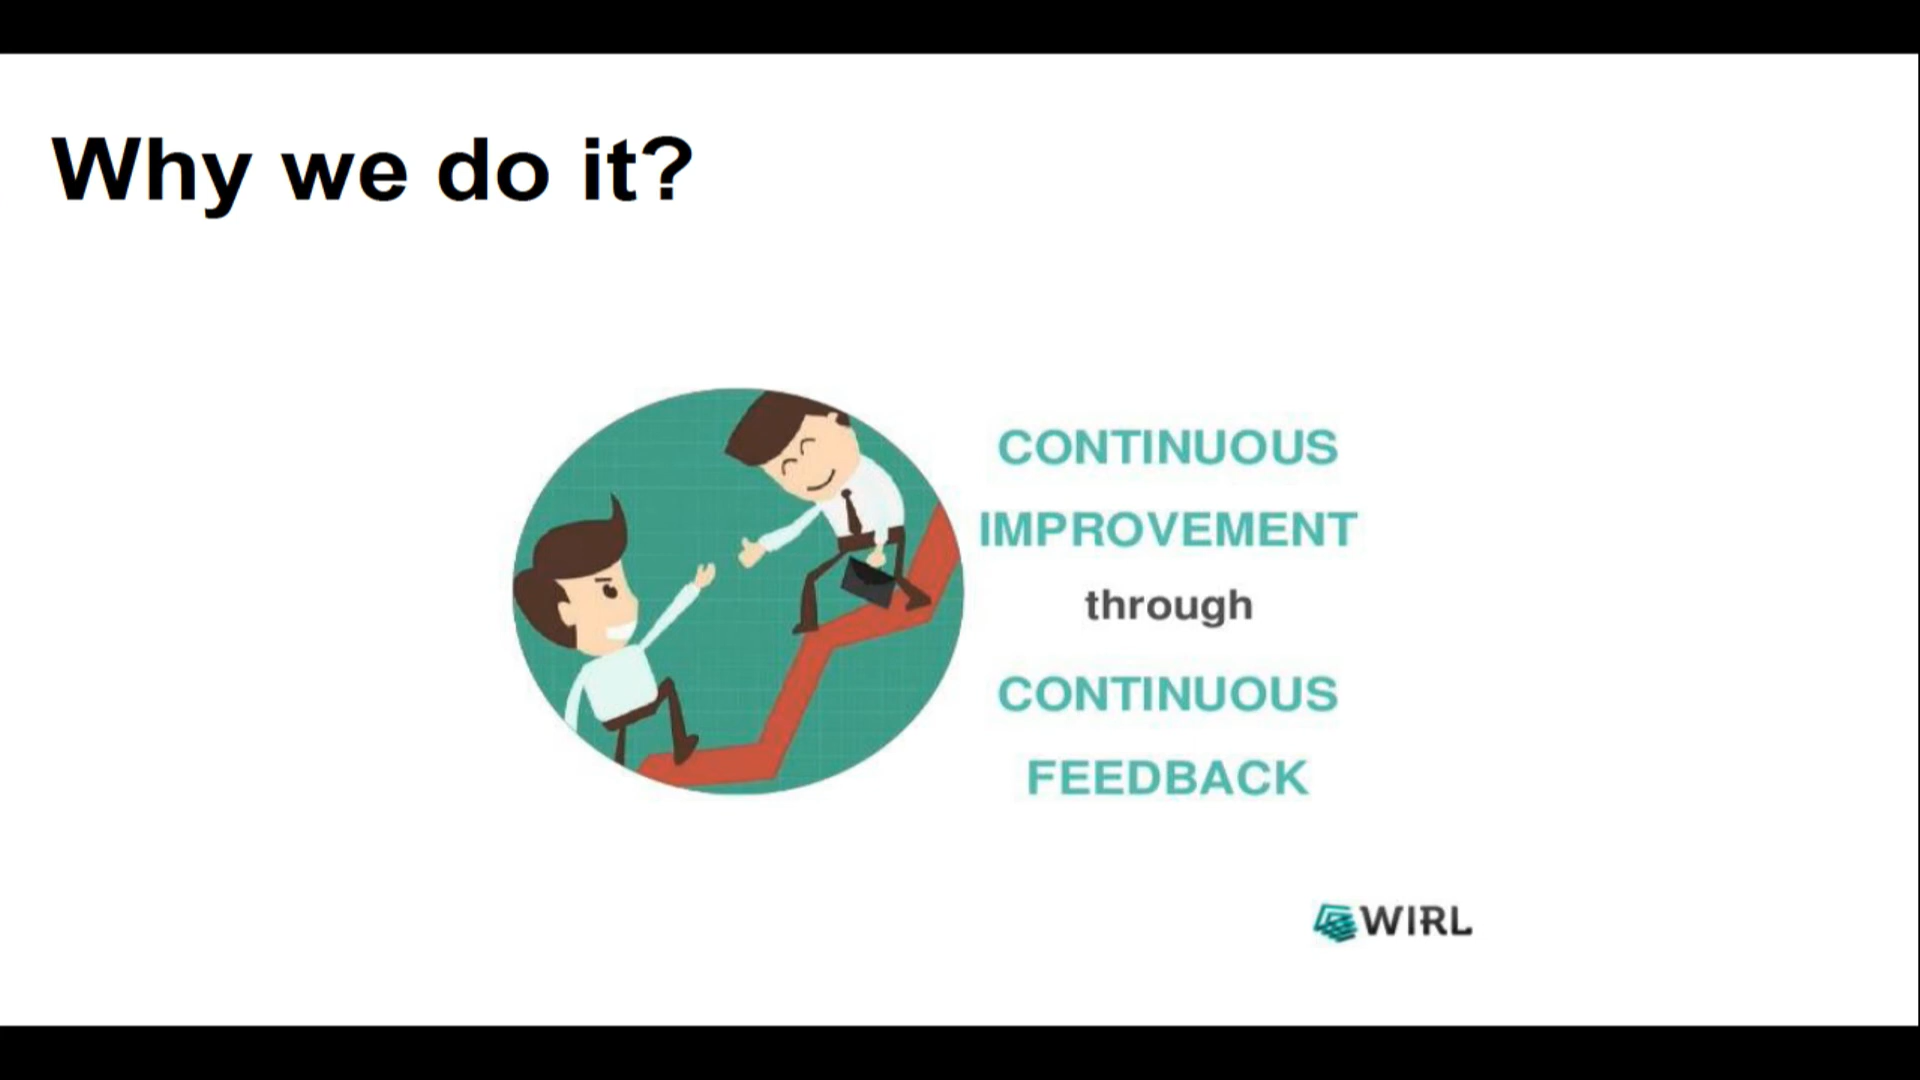 Why we do it?
CONTINUOUS
IMPROVEMENT
through
CONTINUOUS
FEEDBACK
WIRL